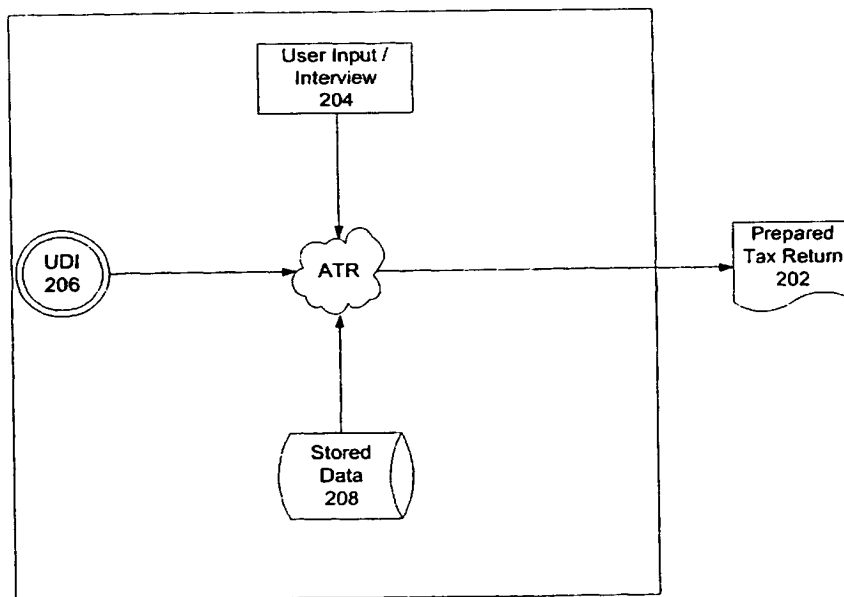 User Input /
Interview
204
UDI
206
ATR
Prepared
Tax Return
202
Stored
Data
208